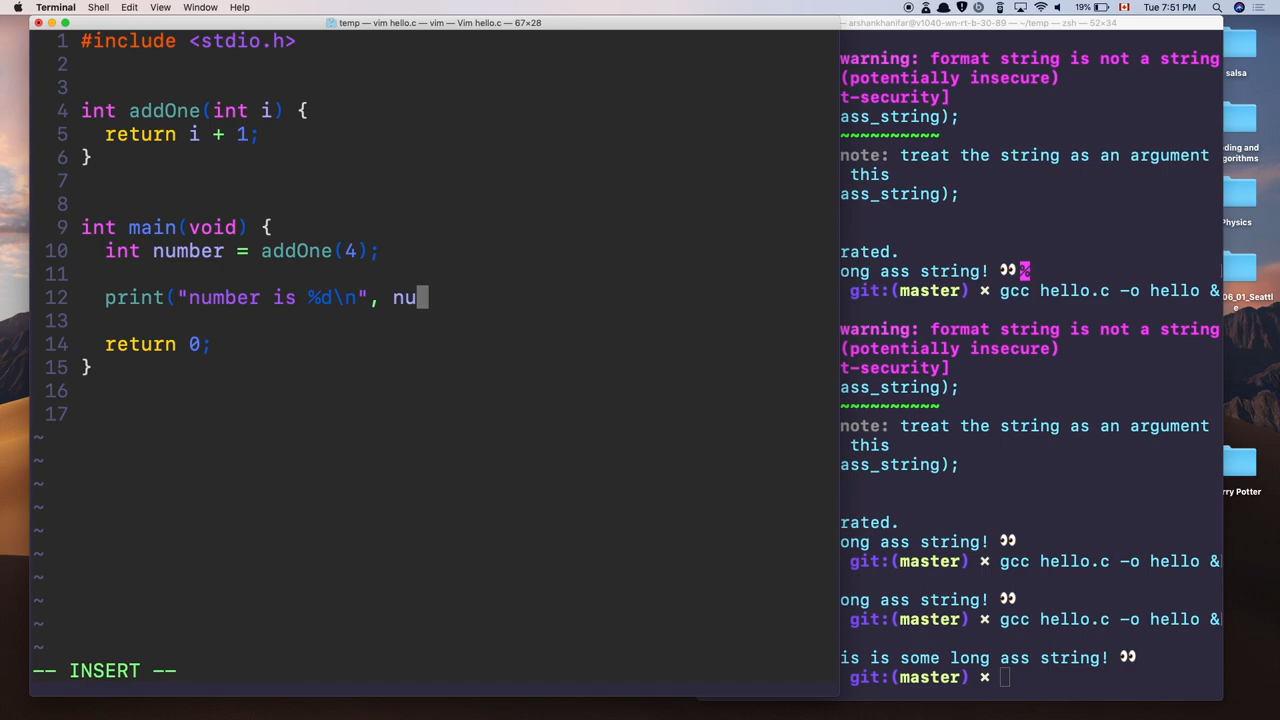 Terminal Shell Edit View Window Help 19% Tue 7:51 PM
temp — vim hello.c — vim — Vim hello.c — 67×28
arshankhanifar@v1040-wn-rt-b-30-89 — ~/temp — zsh — 52×34
1 #include <stdio.h>
2
3
4 int addOne(int i) {
5 return i + 1;
6 }
7
8
9 int main(void) {
10 int number = addOne(4);
11
12 print("number is %d\n", nu
13
14 return 0;
15 }
16
17
~
~
~
~
~
~
~
~
~
~
-- INSERT --
warning: format string is not a string
(potentially insecure)
t-security]
ass_string);
~~~~~~~~~~
note: treat the string as an argument
this
ass_string);
rated.
ong ass string! 👀%
git:(master) × gcc hello.c -o hello &
warning: format string is not a string
(potentially insecure)
t-security]
ass_string);
~~~~~~~~~~
note: treat the string as an argument
this
ass_string);
rated.
ong ass string! 👀
git:(master) × gcc hello.c -o hello &
ong ass string! 👀
git:(master) × gcc hello.c -o hello &
is is some long ass string! 👀
git:(master) ×
salsa
ding and
gorithms
Physics
06_01_Seattl
e
rry Potter